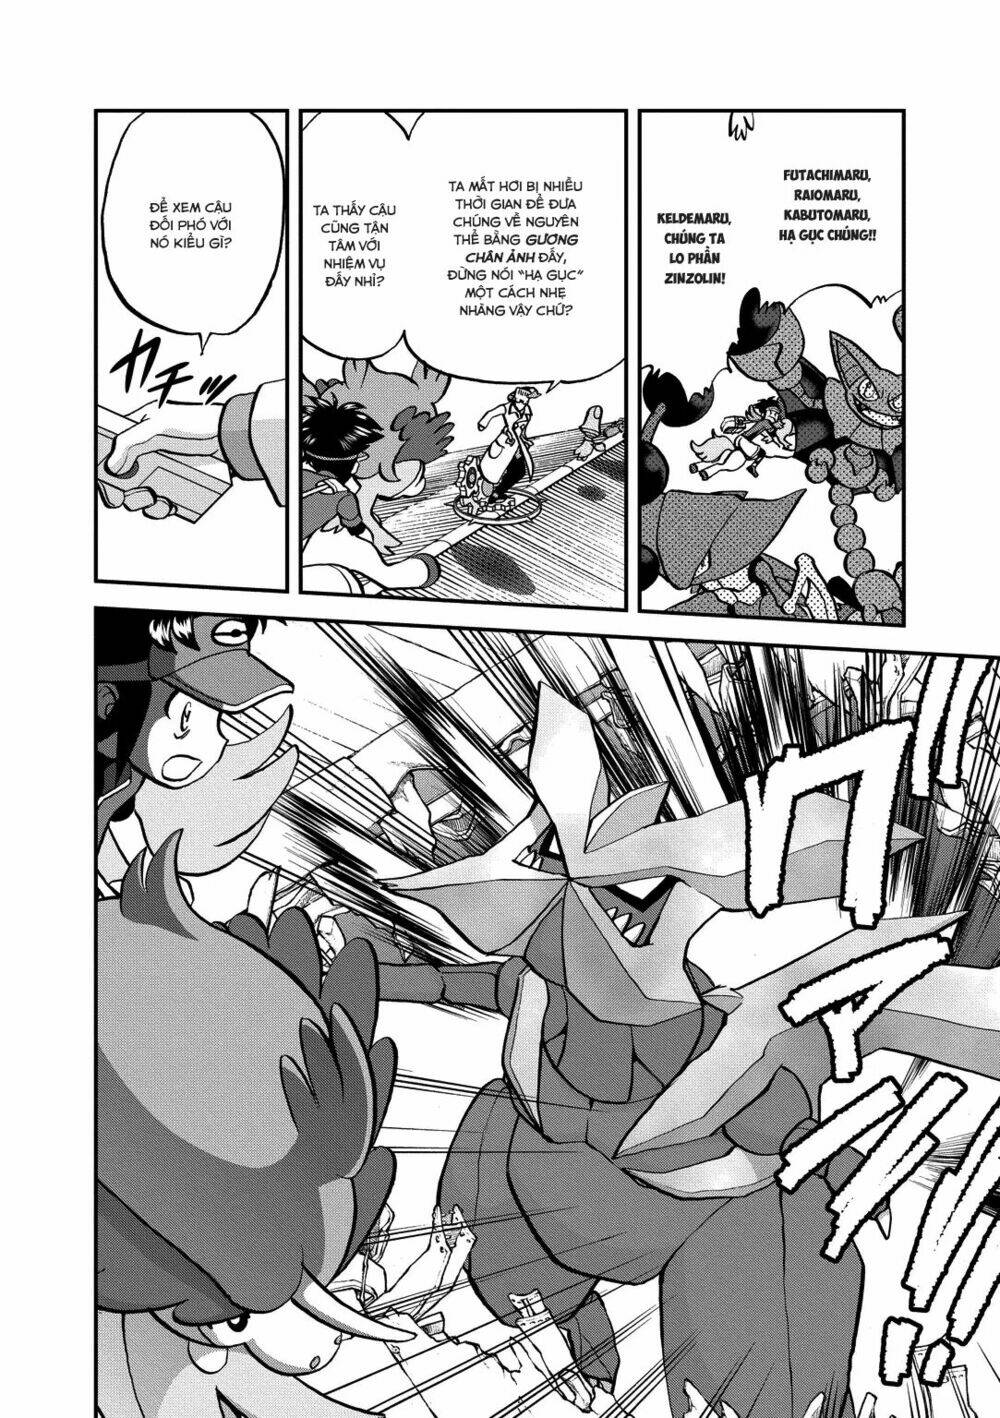 FUTACHIMARU,
RAIOMARU,
KABUTOMARU,
HẠ GỤC CHÚNG!!
KELDEMARU,
CHÚNG TA
LO PHẦN
ZINZOLIN!
TA MẤT HƠI BỊ NHIỀU
THỜI GIAN ĐỂ ĐƯA
CHÚNG VỀ NGUYÊN
THỂ BẰNG GƯƠNG
CHÂN ẢNH ĐẤY,
ĐỪNG NÓI “HẠ GỤC”
MỘT CÁCH NHẸ
NHÀNG VẬY CHỨ?
TA THẤY CẬU
CŨNG TẬN
TÂM VỚI
NHIỆM VỤ
ĐẤY NHỈ?
ĐỂ XEM CẬU
ĐỐI PHÓ VỚI
NÓ KIỂU GÌ?
カチッ